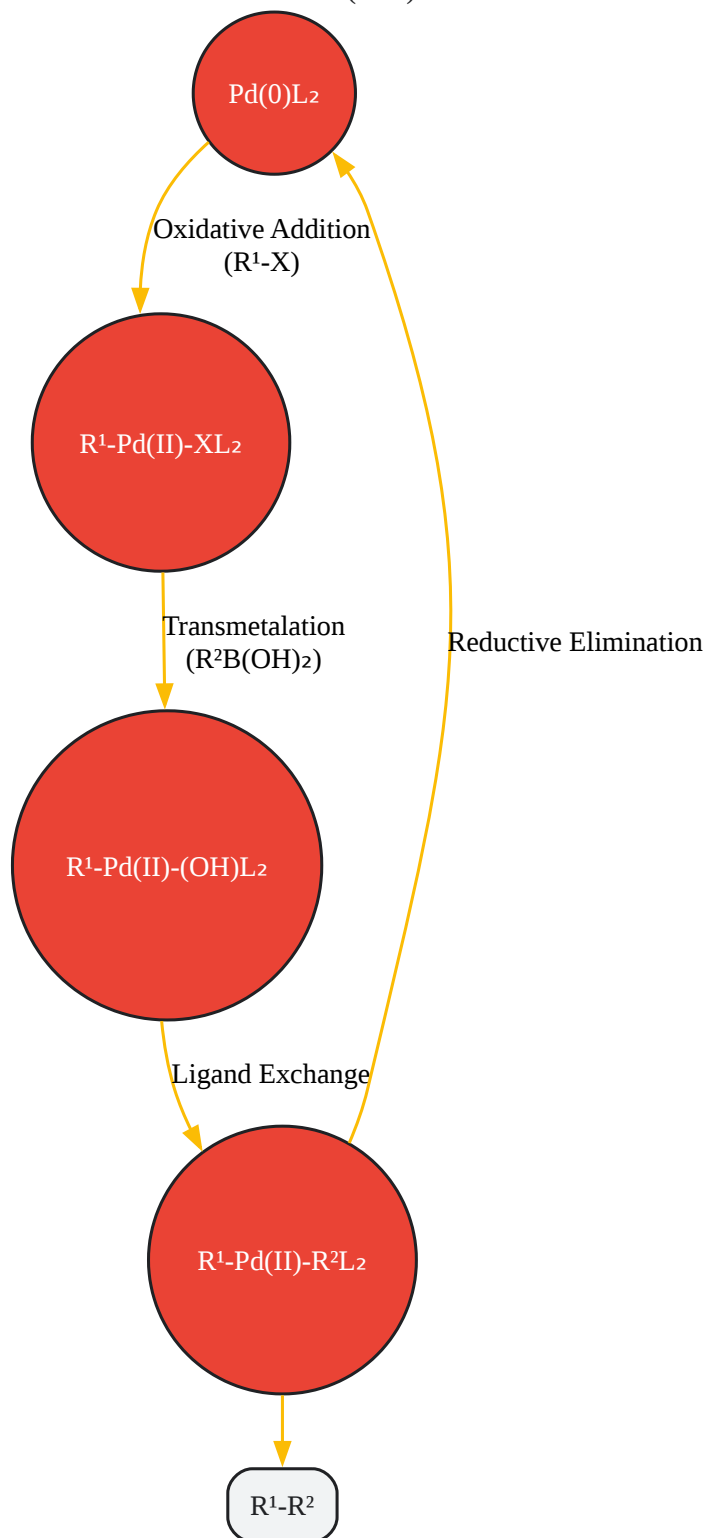 Pd(0)L₂
Oxidative Addition
(R¹-X)
R¹-Pd(II)-XL₂
Transmetalation
(R²B(OH)₂)
Reductive Elimination
R¹-Pd(II)-(OH)L₂
Ligand Exchange
R¹-Pd(II)-R²L₂
R¹-R²